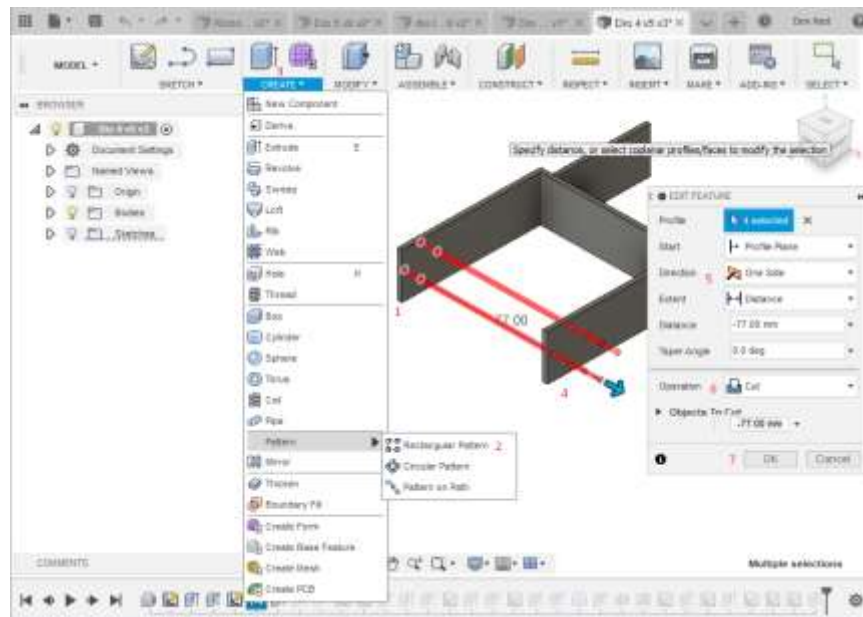 MODEL
SKETCH
CREATE
MODIFY
ASSEMBLE
CONSTRUCT
INSPECT
INSERT
MAKE
ADD-INS
SELECT
3
BROWSER
Document Settings
Named Views
Origin
Bodies
Sketches
New Component
Derive
Extrude E
Revolve
Sweep
Loft
Rib
Web
Hole H
Thread
Box
Cylinder
Sphere
Torus
Coil
Pipe
Pattern
Mirror
Thicken
Boundary Fill
Create Form
Create Base Feature
Create Mesh
Create PCB
Rectangular Pattern 2
Circular Pattern
Pattern on Path
Specify distance, or select coplanar profiles/faces to modify the selection
1
77.00
4
EDIT FEATURE
Profile 4 selected
Start Profile Plane
Direction 5 One Side
Extent Distance
Distance -77.00 mm
Taper Angle 0.0 deg
Operation 6 Cut
Objects To Cut
-77.00 mm
7 OK Cancel
COMMENTS
Multiple selections